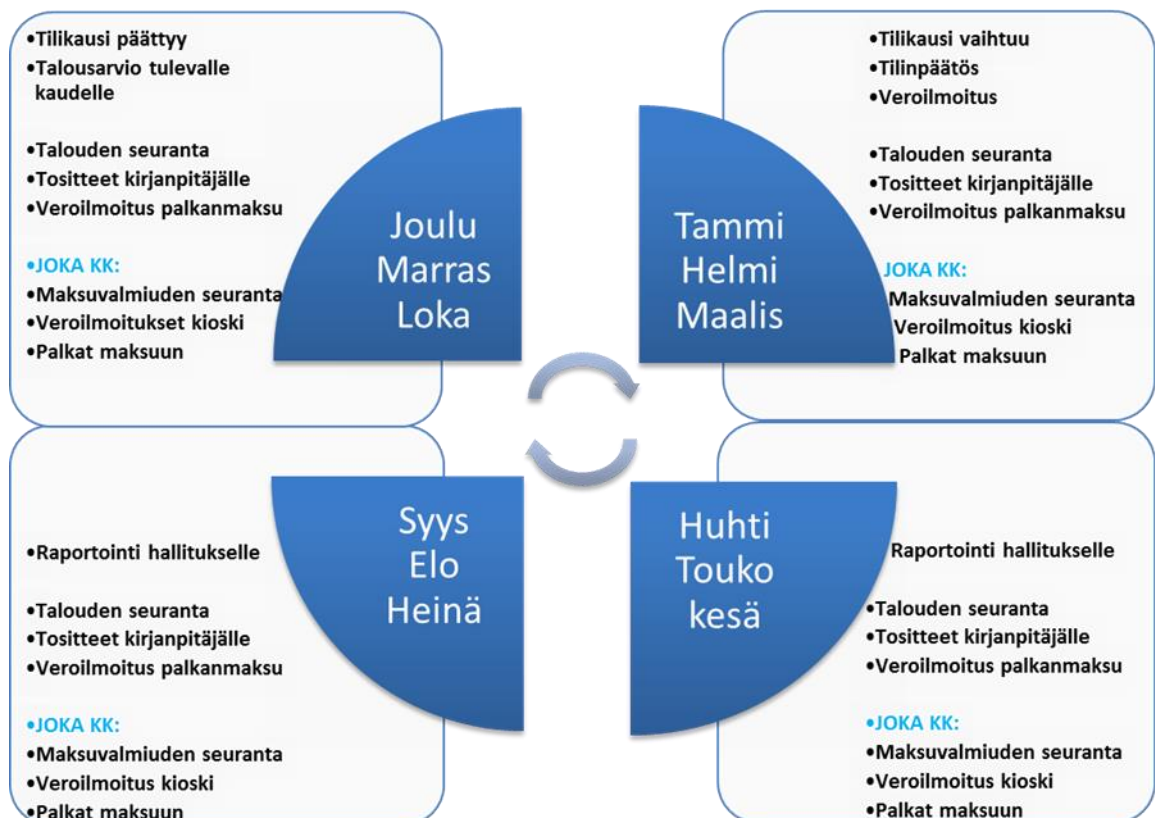 •Tilikausi päättyy
•Talousarvio tulevalle
kaudelle
•Talouden seuranta
•Tositteet kirjanpitäjälle
•Veroilmoitus palkanmaksu
•JOKA KK:
•Maksuvalmiuden seuranta
•Veroilmoitukset kioski
•Palkat maksuun
Joulu
Marras
Loka
Tammi
Helmi
Maalis
•Tilikausi vaihtuu
•Tilinpäätös
•Veroilmoitus
•Talouden seuranta
•Tositteet kirjanpitäjälle
•Veroilmoitus palkanmaksu
JOKA KK:
Maksuvalmiuden seuranta
Veroilmoitus kioski
Palkat maksuun
•Raportointi hallitukselle
•Talouden seuranta
•Tositteet kirjanpitäjälle
•Veroilmoitus palkanmaksu
•JOKA KK:
•Maksuvalmiuden seuranta
•Veroilmoitus kioski
•Palkat maksuun
Syys
Elo
Heinä
Huhti
Touko
kesä
Raportointi hallitukselle
•Talouden seuranta
•Tositteet kirjanpitäjälle
•Veroilmoitus palkanmaksu
•JOKA KK:
•Maksuvalmiuden seuranta
•Veroilmoitus kioski
•Palkat maksuun